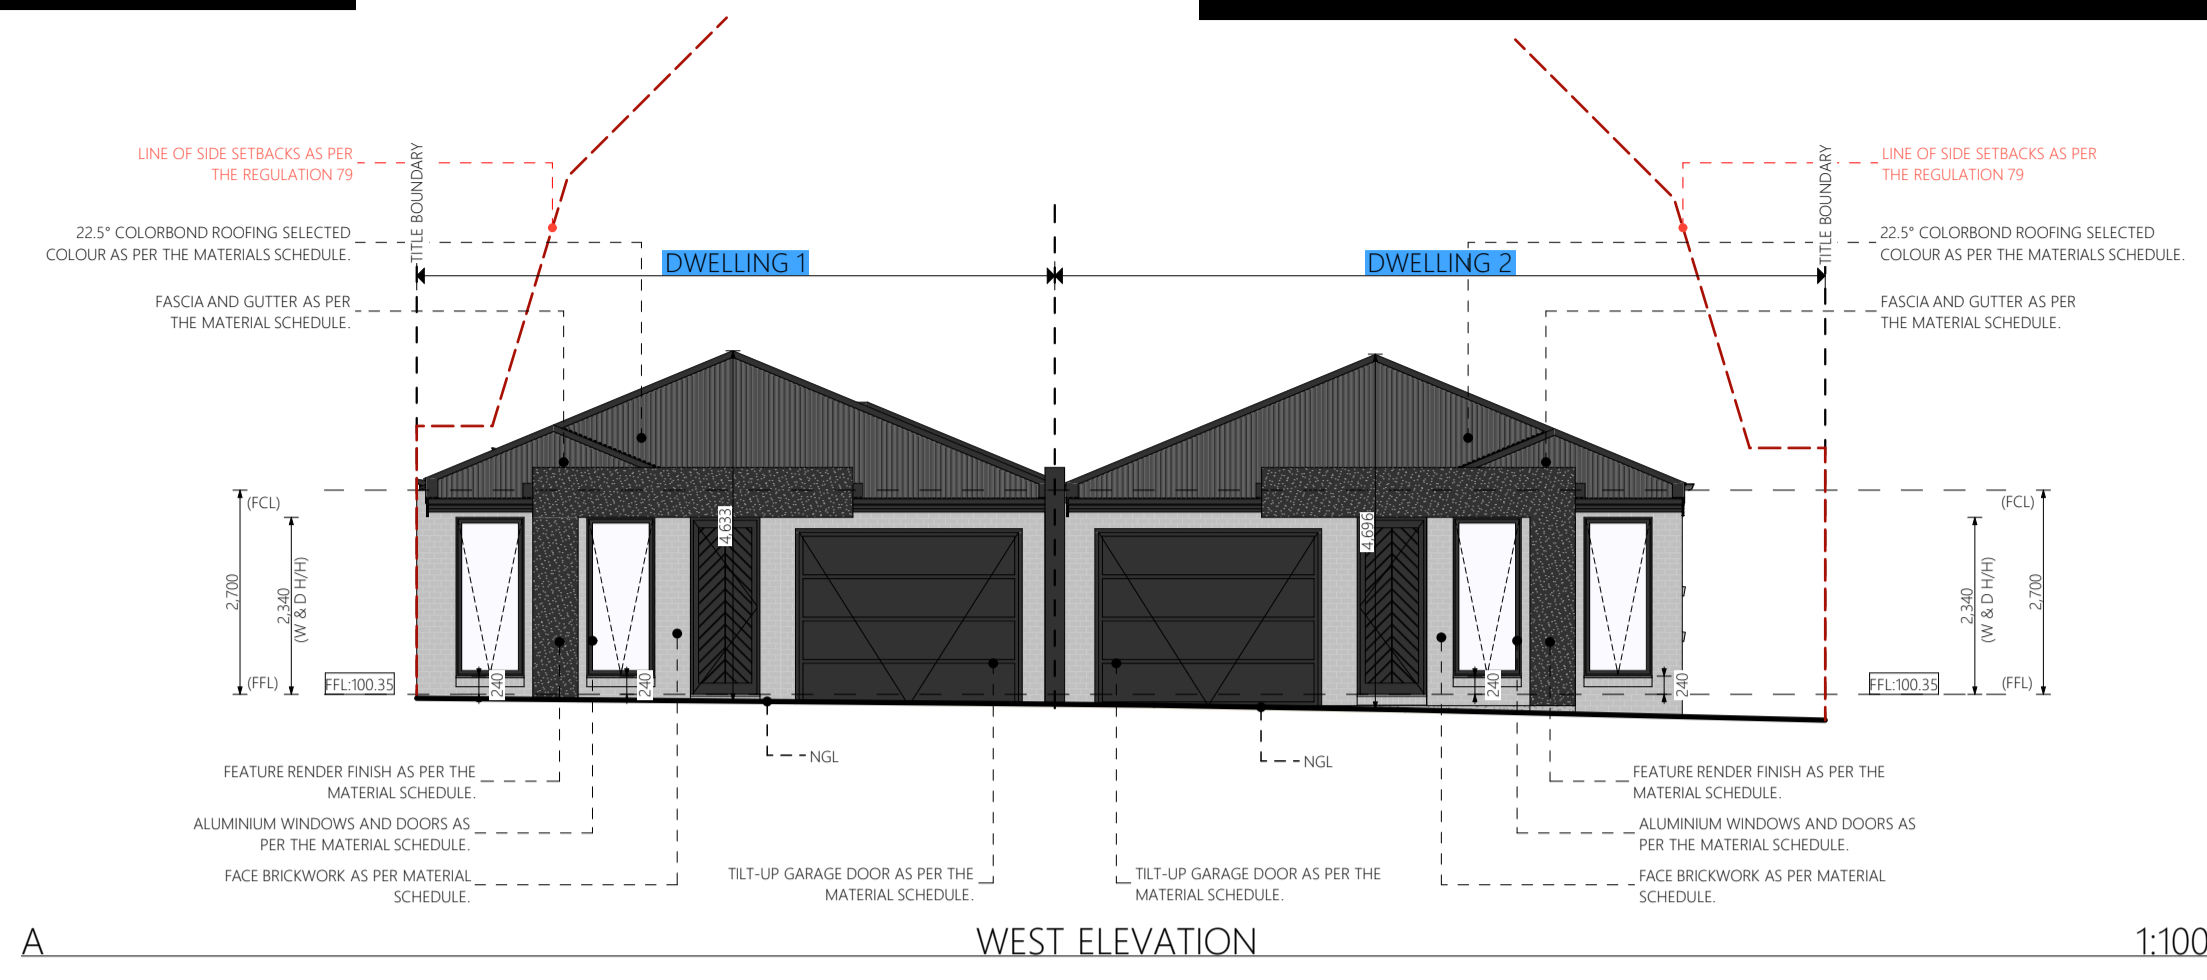 LINE OF SIDE SETBACKS AS PER
THE REGULATION 79
TITLE BOUNDARY
22.5° COLORBOND ROOFING SELECTED
COLOUR AS PER THE MATERIALS SCHEDULE.
FASCIA AND GUTTER AS PER
THE MATERIAL SCHEDULE.
DWELLING 1
DWELLING 2
TITLE BOUNDARY
LINE OF SIDE SETBACKS AS PER
THE REGULATION 79
22.5° COLORBOND ROOFING SELECTED
COLOUR AS PER THE MATERIALS SCHEDULE.
FASCIA AND GUTTER AS PER
THE MATERIAL SCHEDULE.
(FCL)
2,700
2,340
(W & D H/H)
(FFL)
FFL:100.35
240
240
4,633
4,696
240
240
FFL:100.35
(FCL)
2,340
(W & D H/H)
2,700
(FFL)
NGL
NGL
FEATURE RENDER FINISH AS PER THE
MATERIAL SCHEDULE.
ALUMINIUM WINDOWS AND DOORS AS
PER THE MATERIAL SCHEDULE.
FACE BRICKWORK AS PER MATERIAL
SCHEDULE.
TILT-UP GARAGE DOOR AS PER THE
MATERIAL SCHEDULE.
TILT-UP GARAGE DOOR AS PER THE
MATERIAL SCHEDULE.
FEATURE RENDER FINISH AS PER THE
MATERIAL SCHEDULE.
ALUMINIUM WINDOWS AND DOORS AS
PER THE MATERIAL SCHEDULE.
FACE BRICKWORK AS PER MATERIAL
SCHEDULE.
A
WEST ELEVATION
1:100